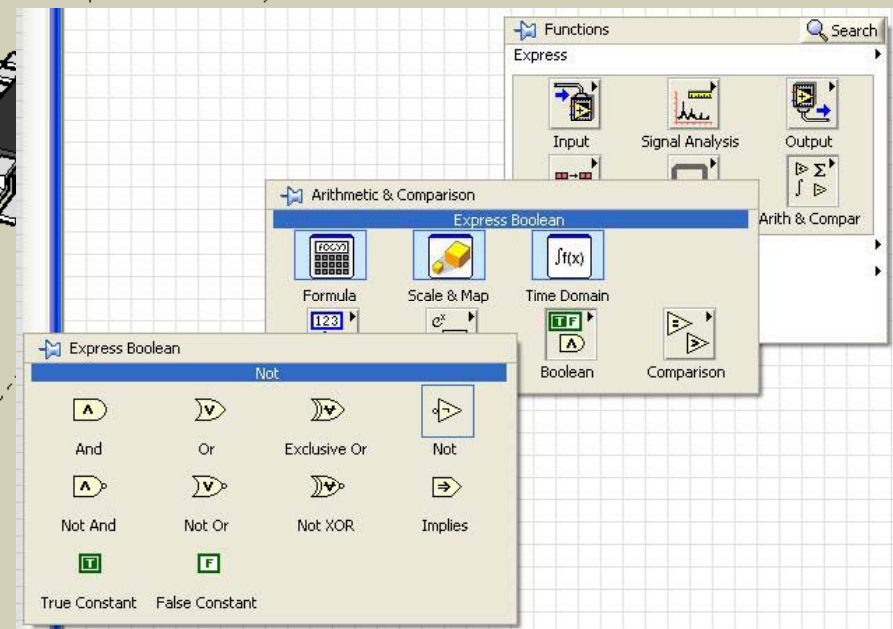 Functions
Search
Express
Input
Signal Analysis
Output
Arith & Compar
Arithmetic & Comparison
Express Boolean
f(x,y)
∫f(x)
Formula
Scale & Map
Time Domain
123
eˣ
T F
Boolean
Comparison
Express Boolean
Not
And
Or
Exclusive Or
Not
Not And
Not Or
Not XOR
Implies
T
F
True Constant
False Constant